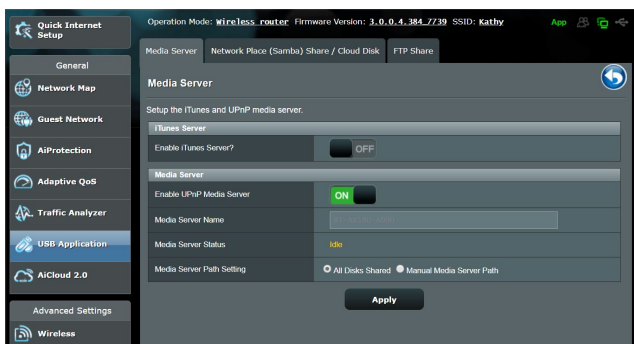 Quick Internet
Setup
Operation Mode: Wireless router Firmware Version: 3.0.0.4.384_7739 SSID: Kathy
App
General
Network Map
Guest Network
AiProtection
Adaptive QoS
Traffic Analyzer
USB Application
AiCloud 2.0
Advanced Settings
Wireless
Media Server
Network Place (Samba) Share / Cloud Disk
FTP Share
Media Server
Setup the iTunes and UPnP media server.
iTunes Server
Enable iTunes Server?
OFF
Media Server
Enable UPnP Media Server
ON
Media Server Name
Media Server Status
Idle
Media Server Path Setting
All Disks Shared
Manual Media Server Path
Apply